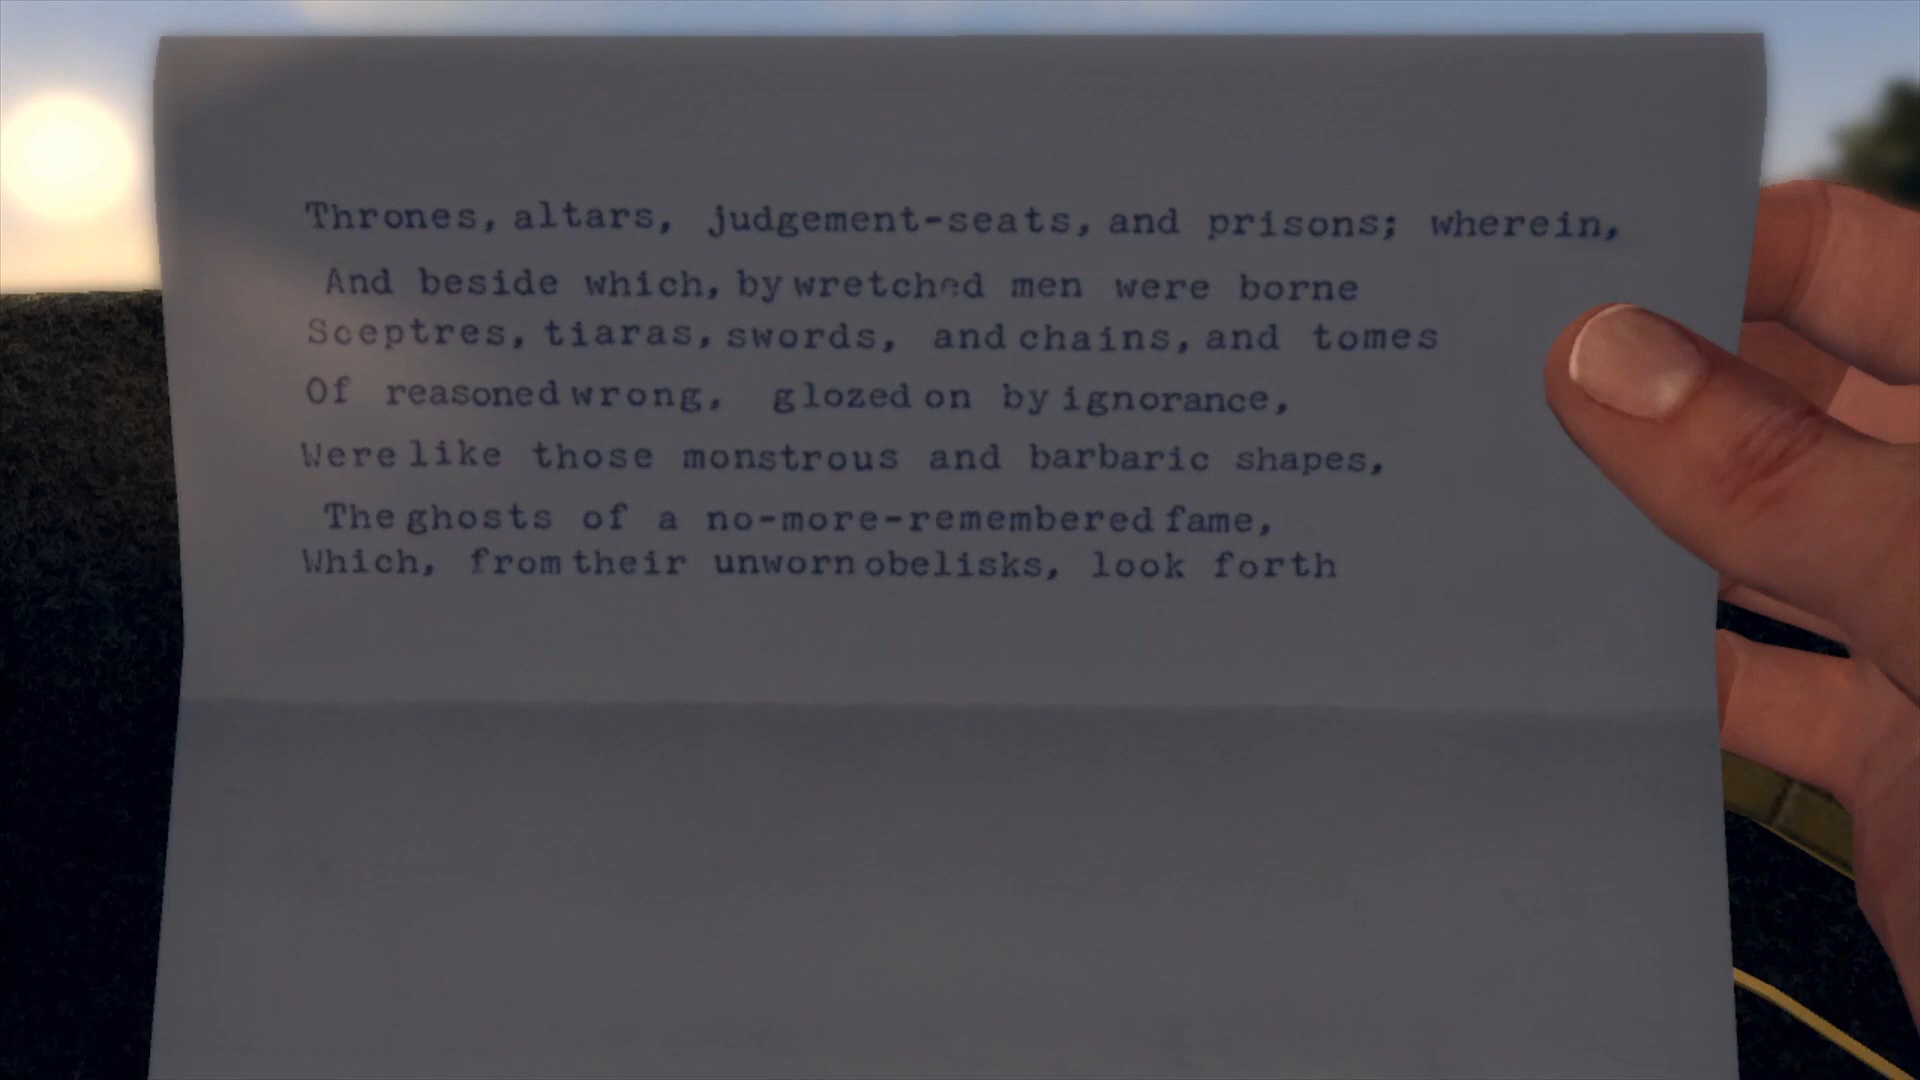 Thrones, altars, judgement-seats, and prisons; wherein,
And beside which, by wretched men were borne
Sceptres, tiaras, swords, and chains, and tomes
Of reasoned wrong, glozed on by ignorance,
Were like those monstrous and barbaric shapes,
The ghosts of a no-more-remembered fame,
Which, from their unworn obelisks, look forth